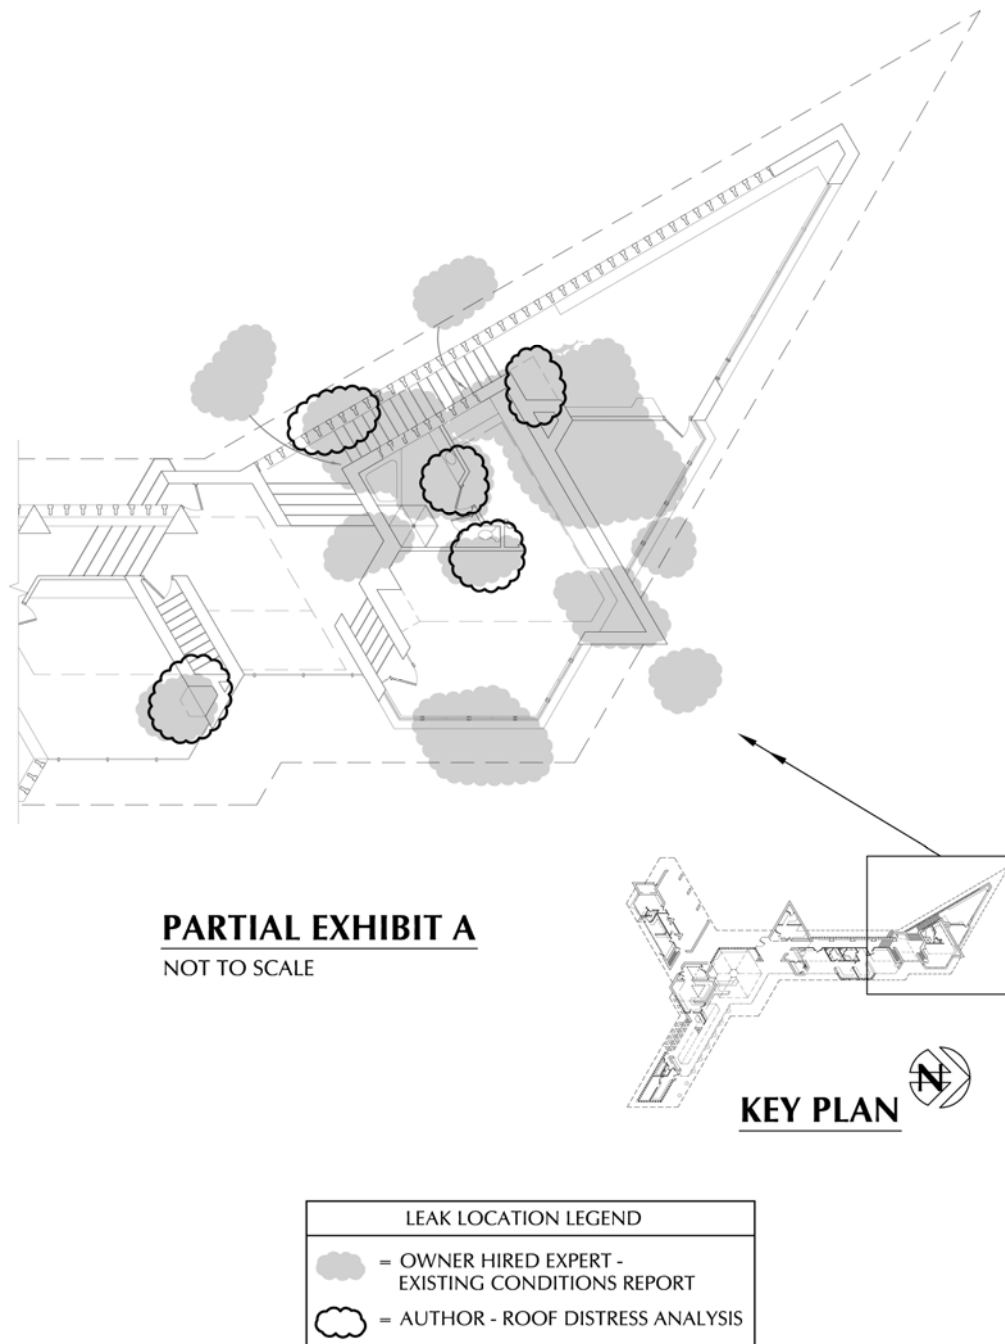 PARTIAL EXHIBIT A
NOT TO SCALE
N
KEY PLAN
LEAK LOCATION LEGEND
= OWNER HIRED EXPERT -
EXISTING CONDITIONS REPORT
= AUTHOR - ROOF DISTRESS ANALYSIS